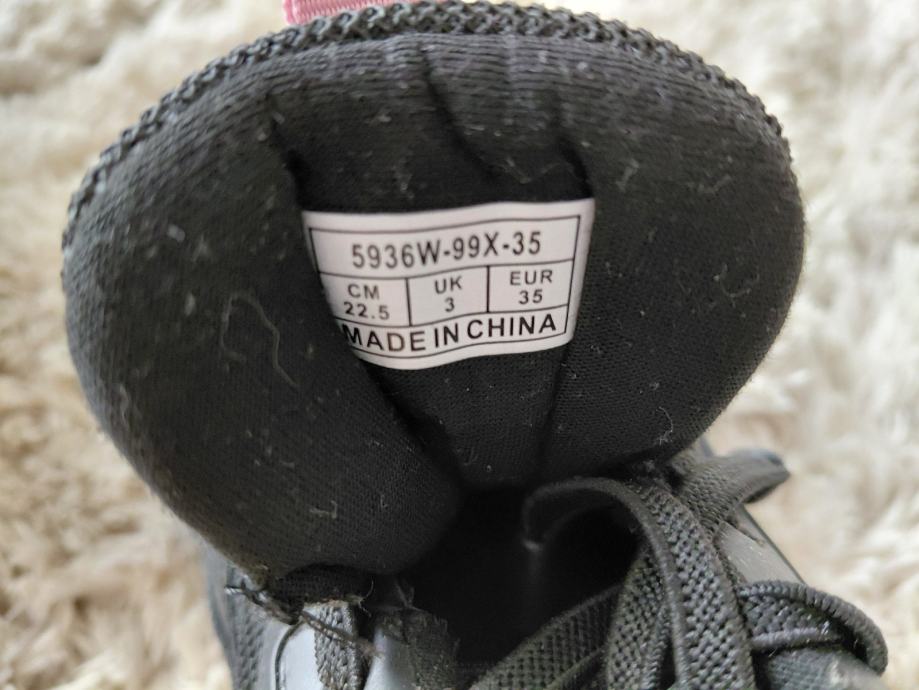 5936W-99X-35
CM UK EUR
22.5 3 35
MADE IN CHINA